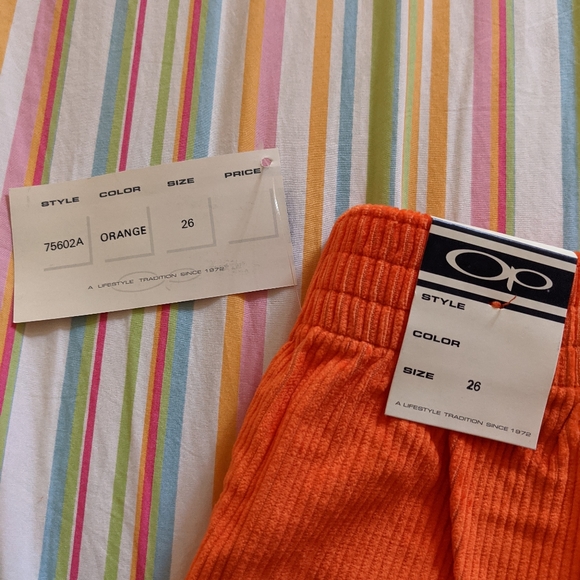 STYLE COLOR SIZE PRICE
75602A ORANGE 26
A LIFESTYLE TRADITION SINCE 1972
Op
STYLE
COLOR
SIZE 26
A LIFESTYLE TRADITION SINCE 1972